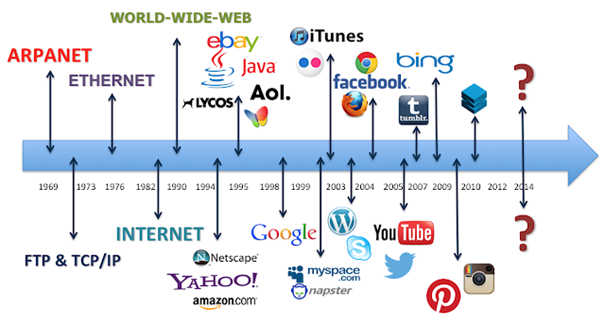 WORLD-WIDE-WEB
ARPANET
ETHERNET
ebay
Java
LYCOS
Aol.
iTunes
facebook
bing
tumblr.
?
1969 1973 1976 1982 1990 1994 1995 1998 1999 2003 2004 2005 2007 2009 2010 2012 2014
FTP & TCP/IP
INTERNET
Netscape®
YAHOO!
amazon.com
Google
myspace
.com
napster
W
S
YouTube
?